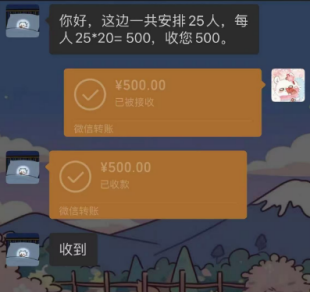 你好，这边一共安排25人，每
人25*20= 500，收您500。
¥500.00
已被接收
微信转账
¥500.00
已收款
微信转账
收到